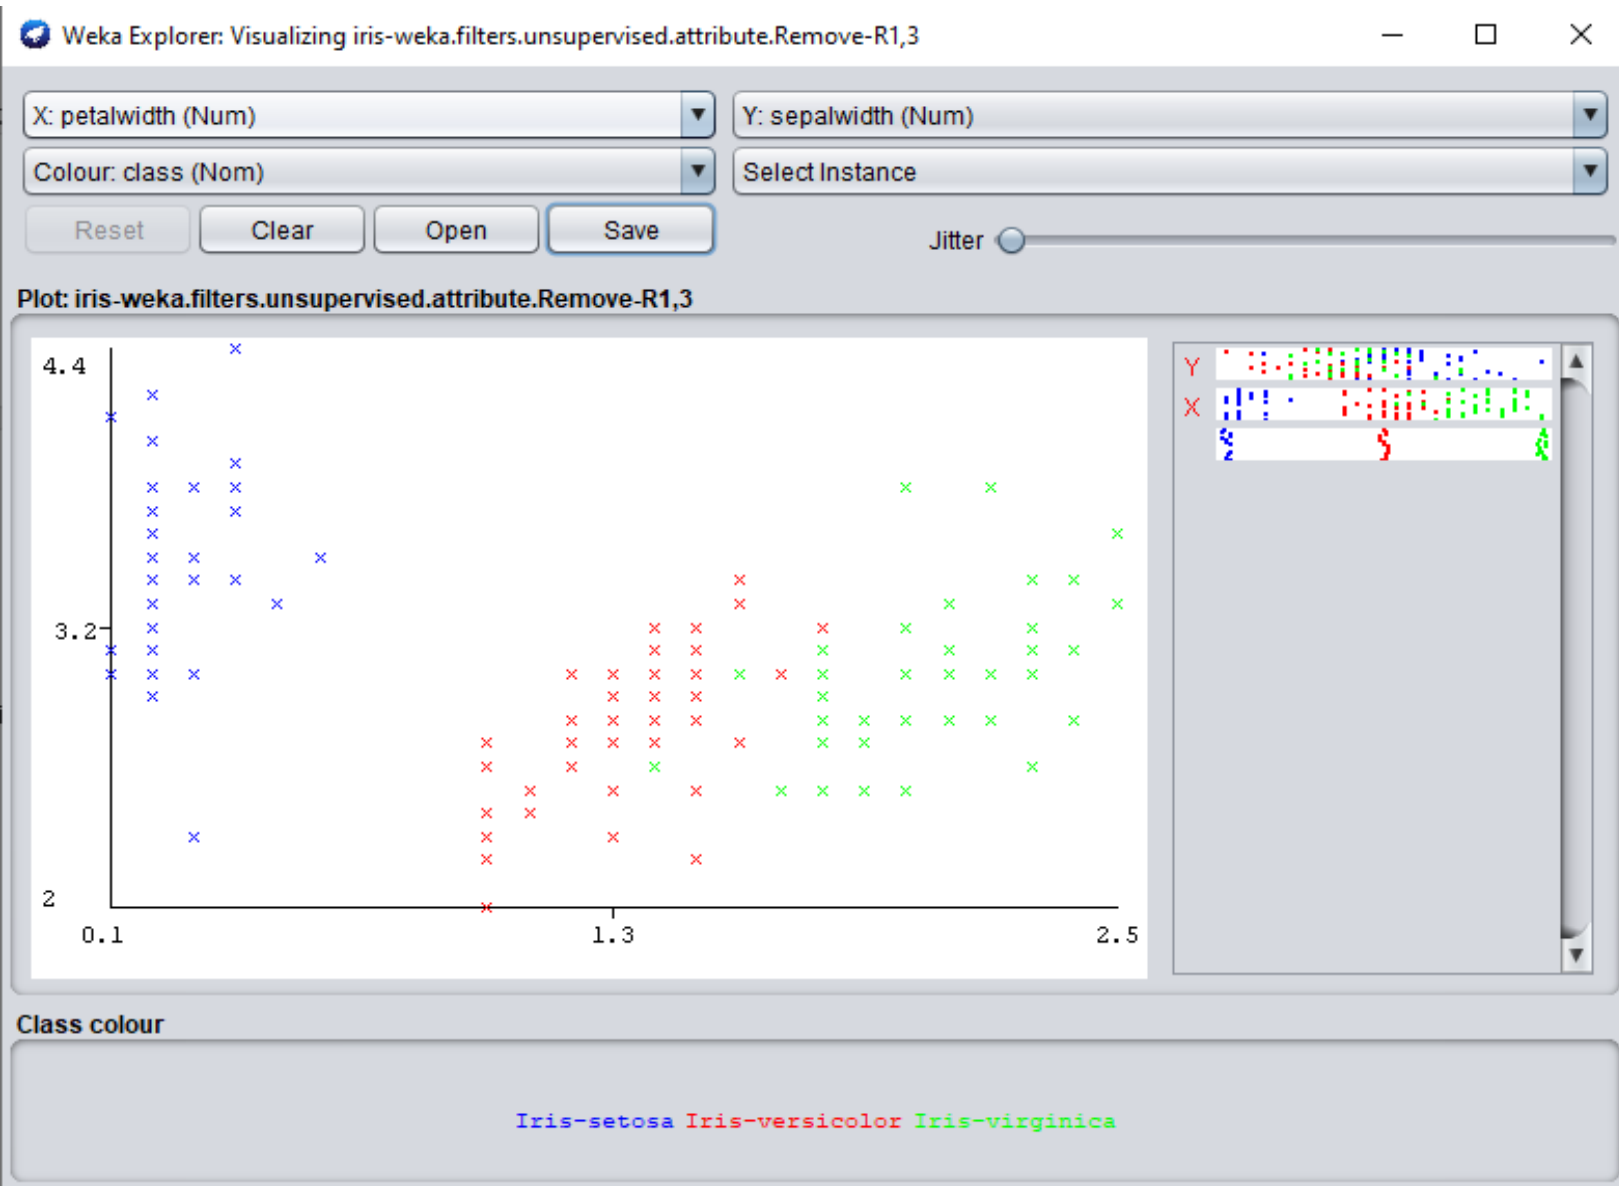 Weka Explorer: Visualizing iris-weka.filters.unsupervised.attribute.Remove-R1,3
X: petalwidth (Num) Y: sepalwidth (Num)
Colour: class (Nom) Select Instance
Reset Clear Open Save Jitter
Plot: iris-weka.filters.unsupervised.attribute.Remove-R1,3
4.4
3.2
2
0.1 1.3 2.5
Y
X
Class colour
Iris-setosa Iris-versicolor Iris-virginica